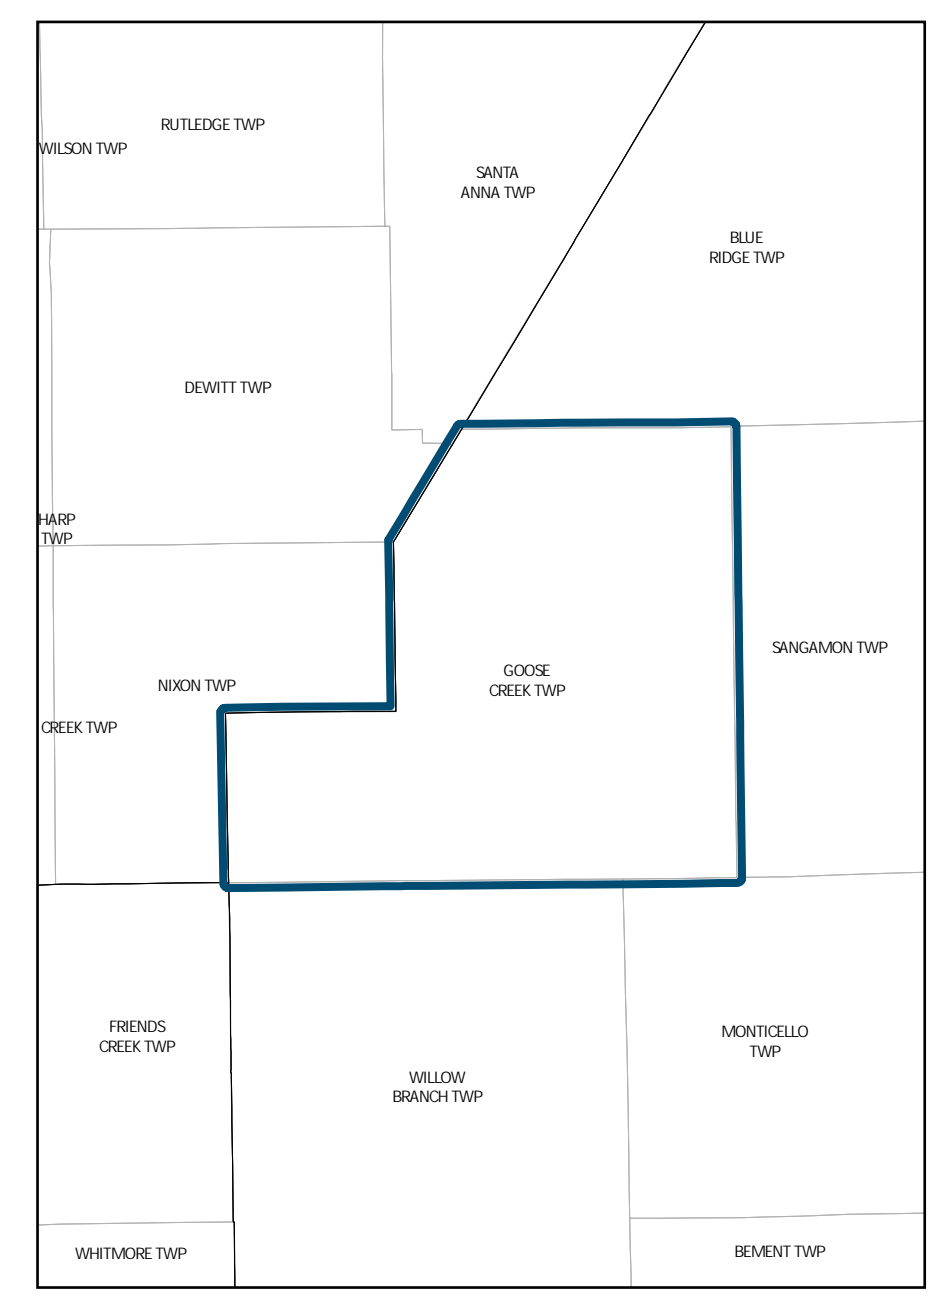 RUTLEDGE TWP
WILSON TWP
SANTA
ANNA TWP
BLUE
RIDGE TWP
DEWITT TWP
HARP
TWP
GOOSE
CREEK TWP
SANGAMON TWP
NIXON TWP
CREEK TWP
FRIENDS
CREEK TWP
MONTICELLO
TWP
WILLOW
BRANCH TWP
WHITMORE TWP
BEMENT TWP